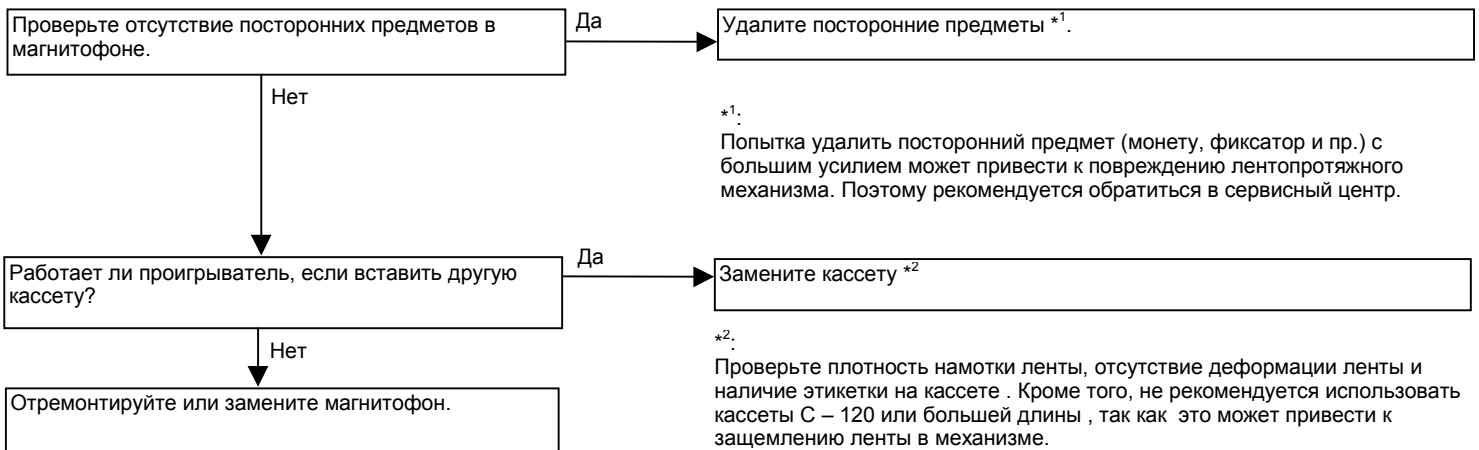 Проверьте отсутствие посторонних предметов в
магнитофоне.
Да
Удалите посторонние предметы *1.
Нет
*1:
Попытка удалить посторонний предмет (монету, фиксатор и пр.) с
большим усилием может привести к повреждению лентопротяжного
механизма. Поэтому рекомендуется обратиться в сервисный центр.
Работает ли проигрыватель, если вставить другую
кассету?
Да
Замените кассету *2
Нет
*2:
Проверьте плотность намотки ленты, отсутствие деформации ленты и
наличие этикетки на кассете . Кроме того, не рекомендуется использовать
кассеты С – 120 или большей длины , так как  это может привести к
защемлению ленты в механизме.
Отремонтируйте или замените магнитофон.